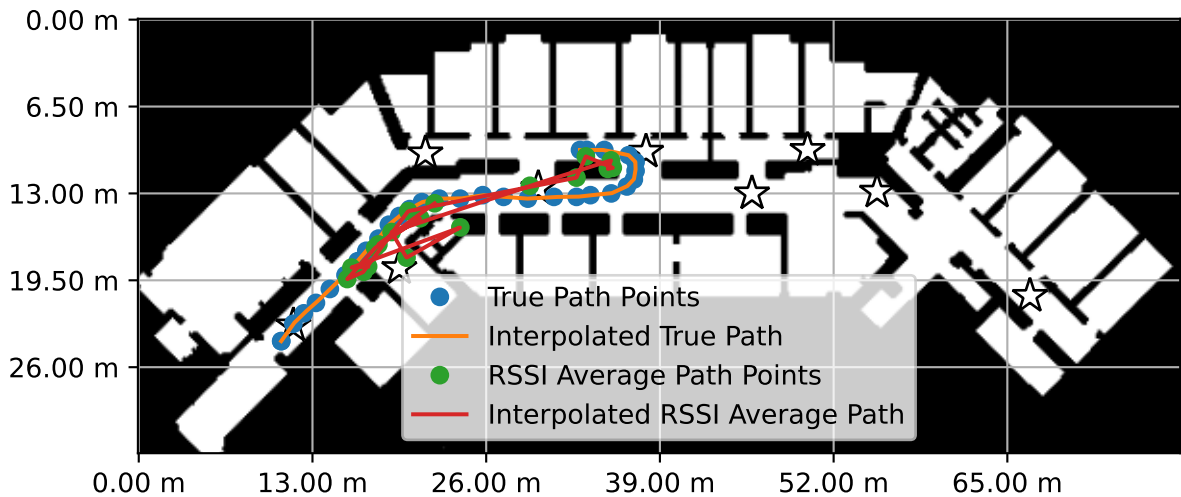 0.00 m
6.50 m
13.00 m
19.50 m
26.00 m
True Path Points
Interpolated True Path
RSSI Average Path Points
Interpolated RSSI Average Path
0.00 m 13.00 m 26.00 m 39.00 m 52.00 m 65.00 m